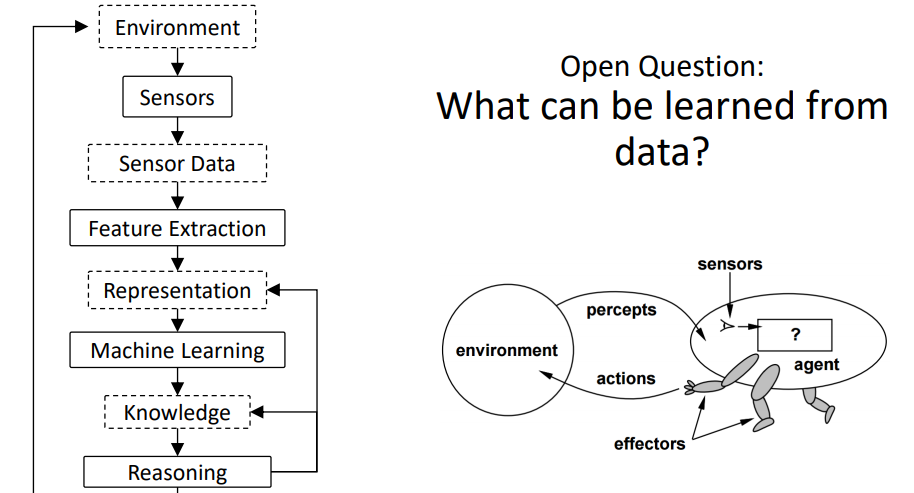 Environment
Sensors
Sensor Data
Feature Extraction
Representation
Machine Learning
Knowledge
Reasoning
Open Question:
What can be learned from
data?
sensors
percepts
?
environment
agent
actions
effectors